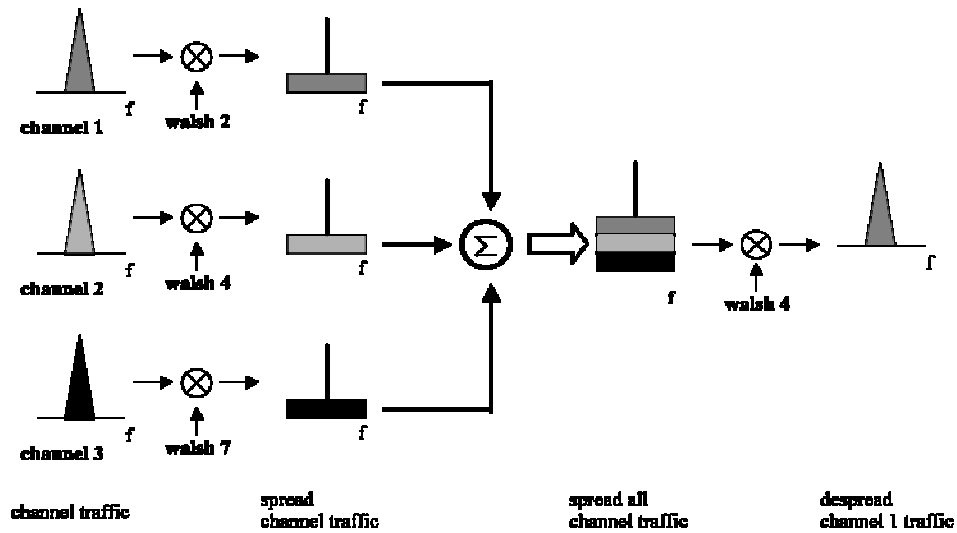 f
channel 1
walsh 2
f
f
channel 2
walsh 4
f
Σ
f
walsh 4
f
f
channel 3
walsh 7
f
channel traffic
spread
channel traffic
spread all
channel traffic
despread
channel 1 traffic